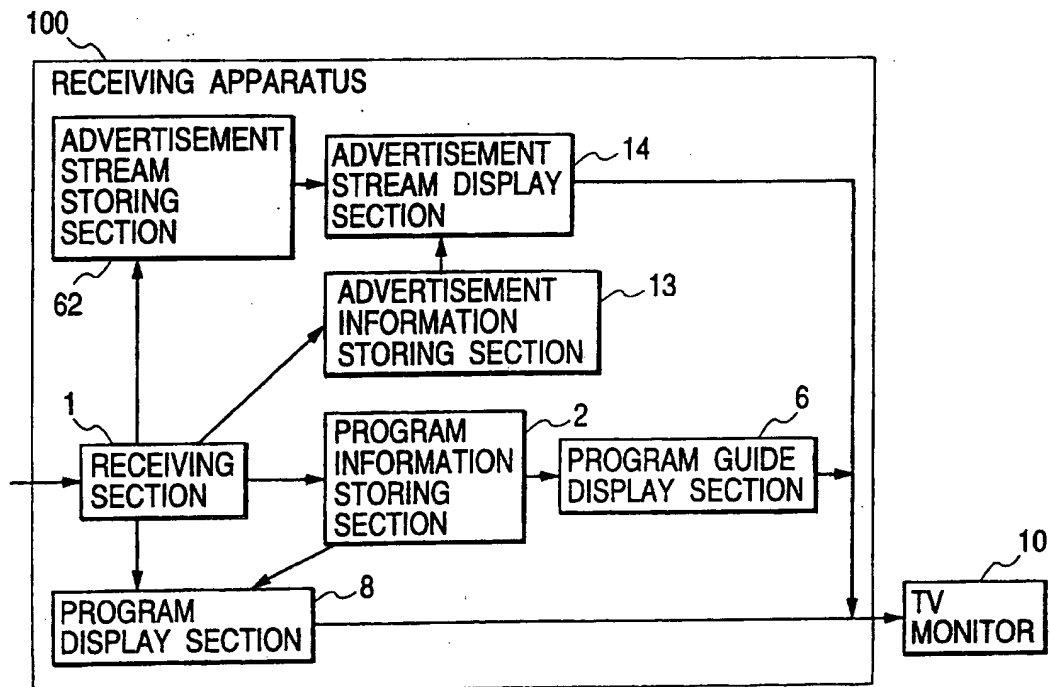 100
RECEIVING APPARATUS
ADVERTISEMENT
STREAM
STORING
SECTION
62
ADVERTISEMENT
STREAM DISPLAY
SECTION
14
ADVERTISEMENT
INFORMATION
STORING SECTION
13
1
RECEIVING
SECTION
PROGRAM
INFORMATION
STORING
SECTION
2
PROGRAM GUIDE
DISPLAY SECTION
6
PROGRAM
DISPLAY SECTION
8
TV
MONITOR
10